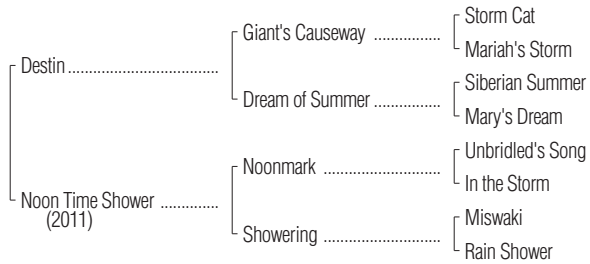 Storm Cat
Giant's Causeway ................
Mariah's Storm
Destin ...................................
Siberian Summer
Dream of Summer ................
Mary's Dream
Unbridled's Song
Noonmark ............................
In the Storm
Noon Time Shower ..............
(2011)
Miswaki
Showering ............................
Rain Shower